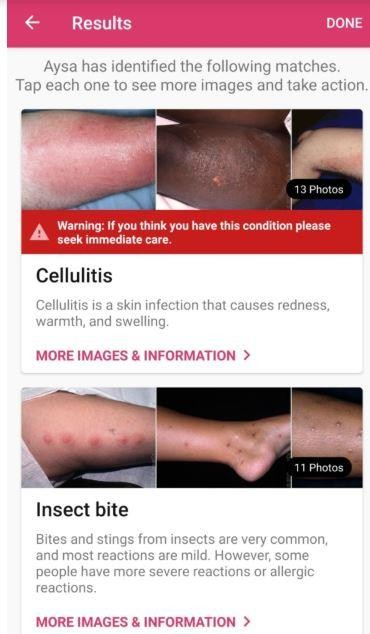 Results
DONE
Aysa has identified the following matches.
Tap each one to see more images and take action.
13 Photos
Warning: If you think you have this condition please
seek immediate care.
Cellulitis
Cellulitis is a skin infection that causes redness,
warmth, and swelling.
MORE IMAGES & INFORMATION
11 Photos
Insect bite
Bites and stings from insects are very common,
and most reactions are mild. However, some
people have more severe reactions or allergic
reactions.
MORE IMAGES & INFORMATION